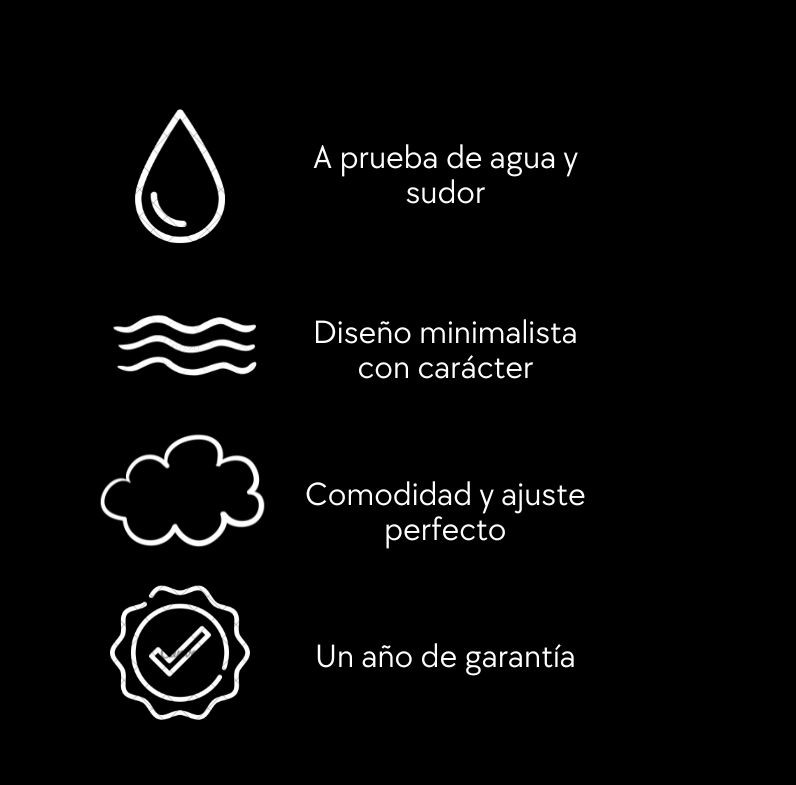 A prueba de agua y
sudor
Diseño minimalista
con carácter
Comodidad y ajuste
perfecto
Un año de garantía